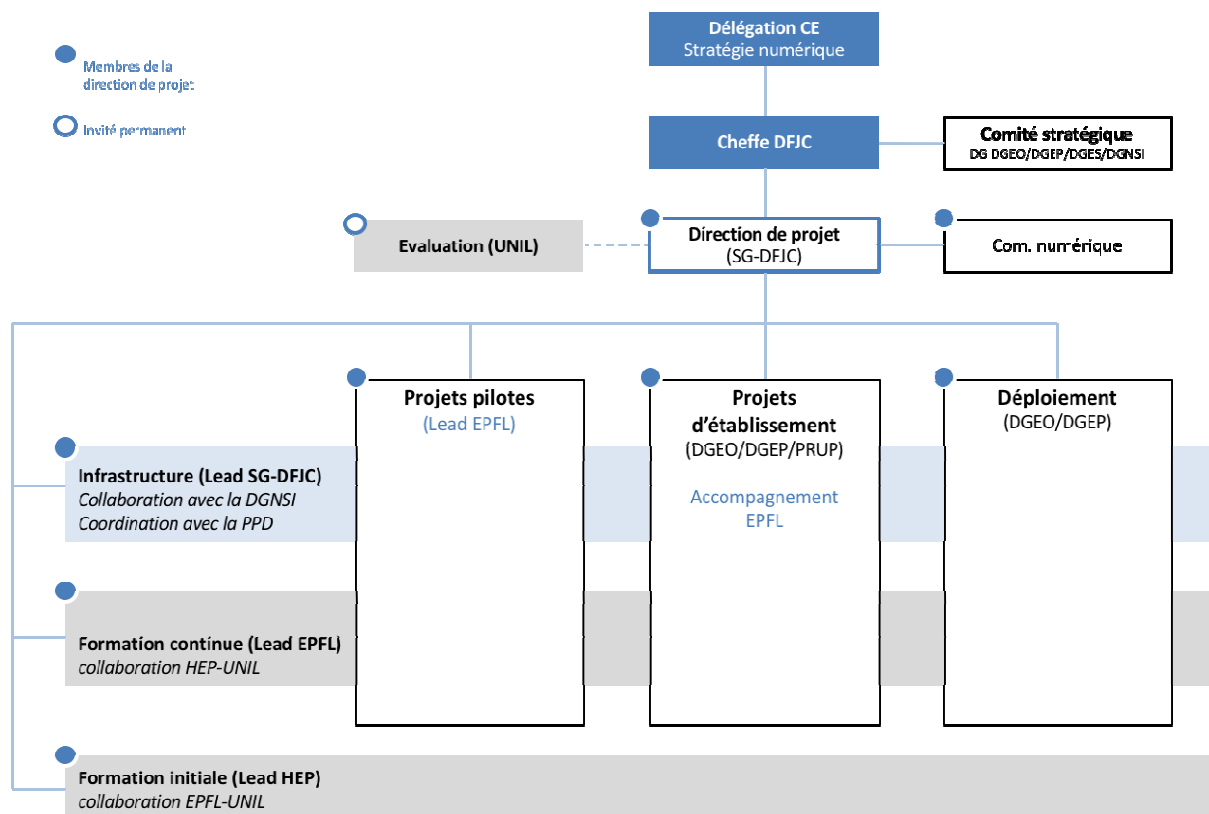 Délégation CE
Stratégie numérique
Membres de la
direction de projet
Invité permanent
Cheffe DFJC
Comité stratégique
DG DGEO/DGEP/DGES/DGNSI
Evaluation (UNIL)
Direction de projet
(SG-DFJC)
Com. numérique
Projets pilotes
(Lead EPFL)
Projets
d'établissement
(DGEO/DGEP/PRUP)
Accompagnement
EPFL
Déploiement
(DGEO/DGEP)
Infrastructure (Lead SG-DFJC)
Collaboration avec la DGNSI
Coordination avec la PPD
Formation continue (Lead EPFL)
collaboration HEP-UNIL
Formation initiale (Lead HEP)
collaboration EPFL-UNIL